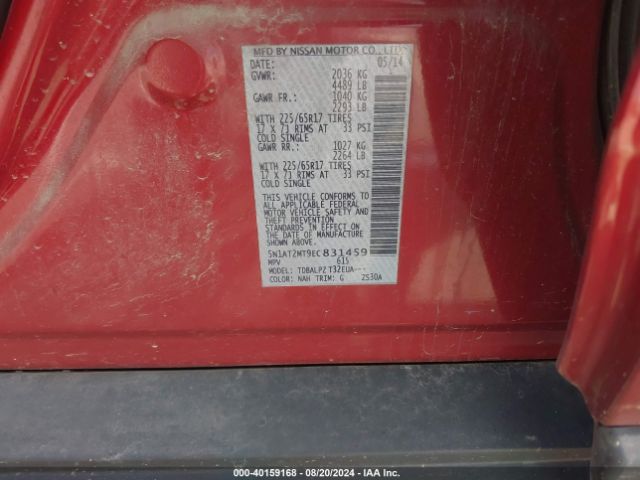 MFD BY NISSAN MOTOR CO., LTD.
DATE: 05/14
GVWR: 2036 KG
4489 LB
GAWR FR.: 1040 KG
2293 LB
WITH 225/65R17 TIRES
17 X 7J RIMS AT 33 PSI
COLD SINGLE
GAWR RR.: 1027 KG
2264 LB
WITH 225/65R17 TIRES
17 X 7J RIMS AT 33 PSI
COLD SINGLE
THIS VEHICLE CONFORMS TO
ALL APPLICABLE FEDERAL
MOTOR VEHICLE SAFETY AND
THEFT PREVENTION
STANDARDS IN EFFECT ON
THE DATE OF MANUFACTURE
SHOWN ABOVE.
5N1AT2MT9EC831459
MPV 615
MODEL: TDBALPZ T32EUA---
COLOR: NAH TRIM: G 2530A
0-40159168 - 08/20/2024 - IAA Inc.